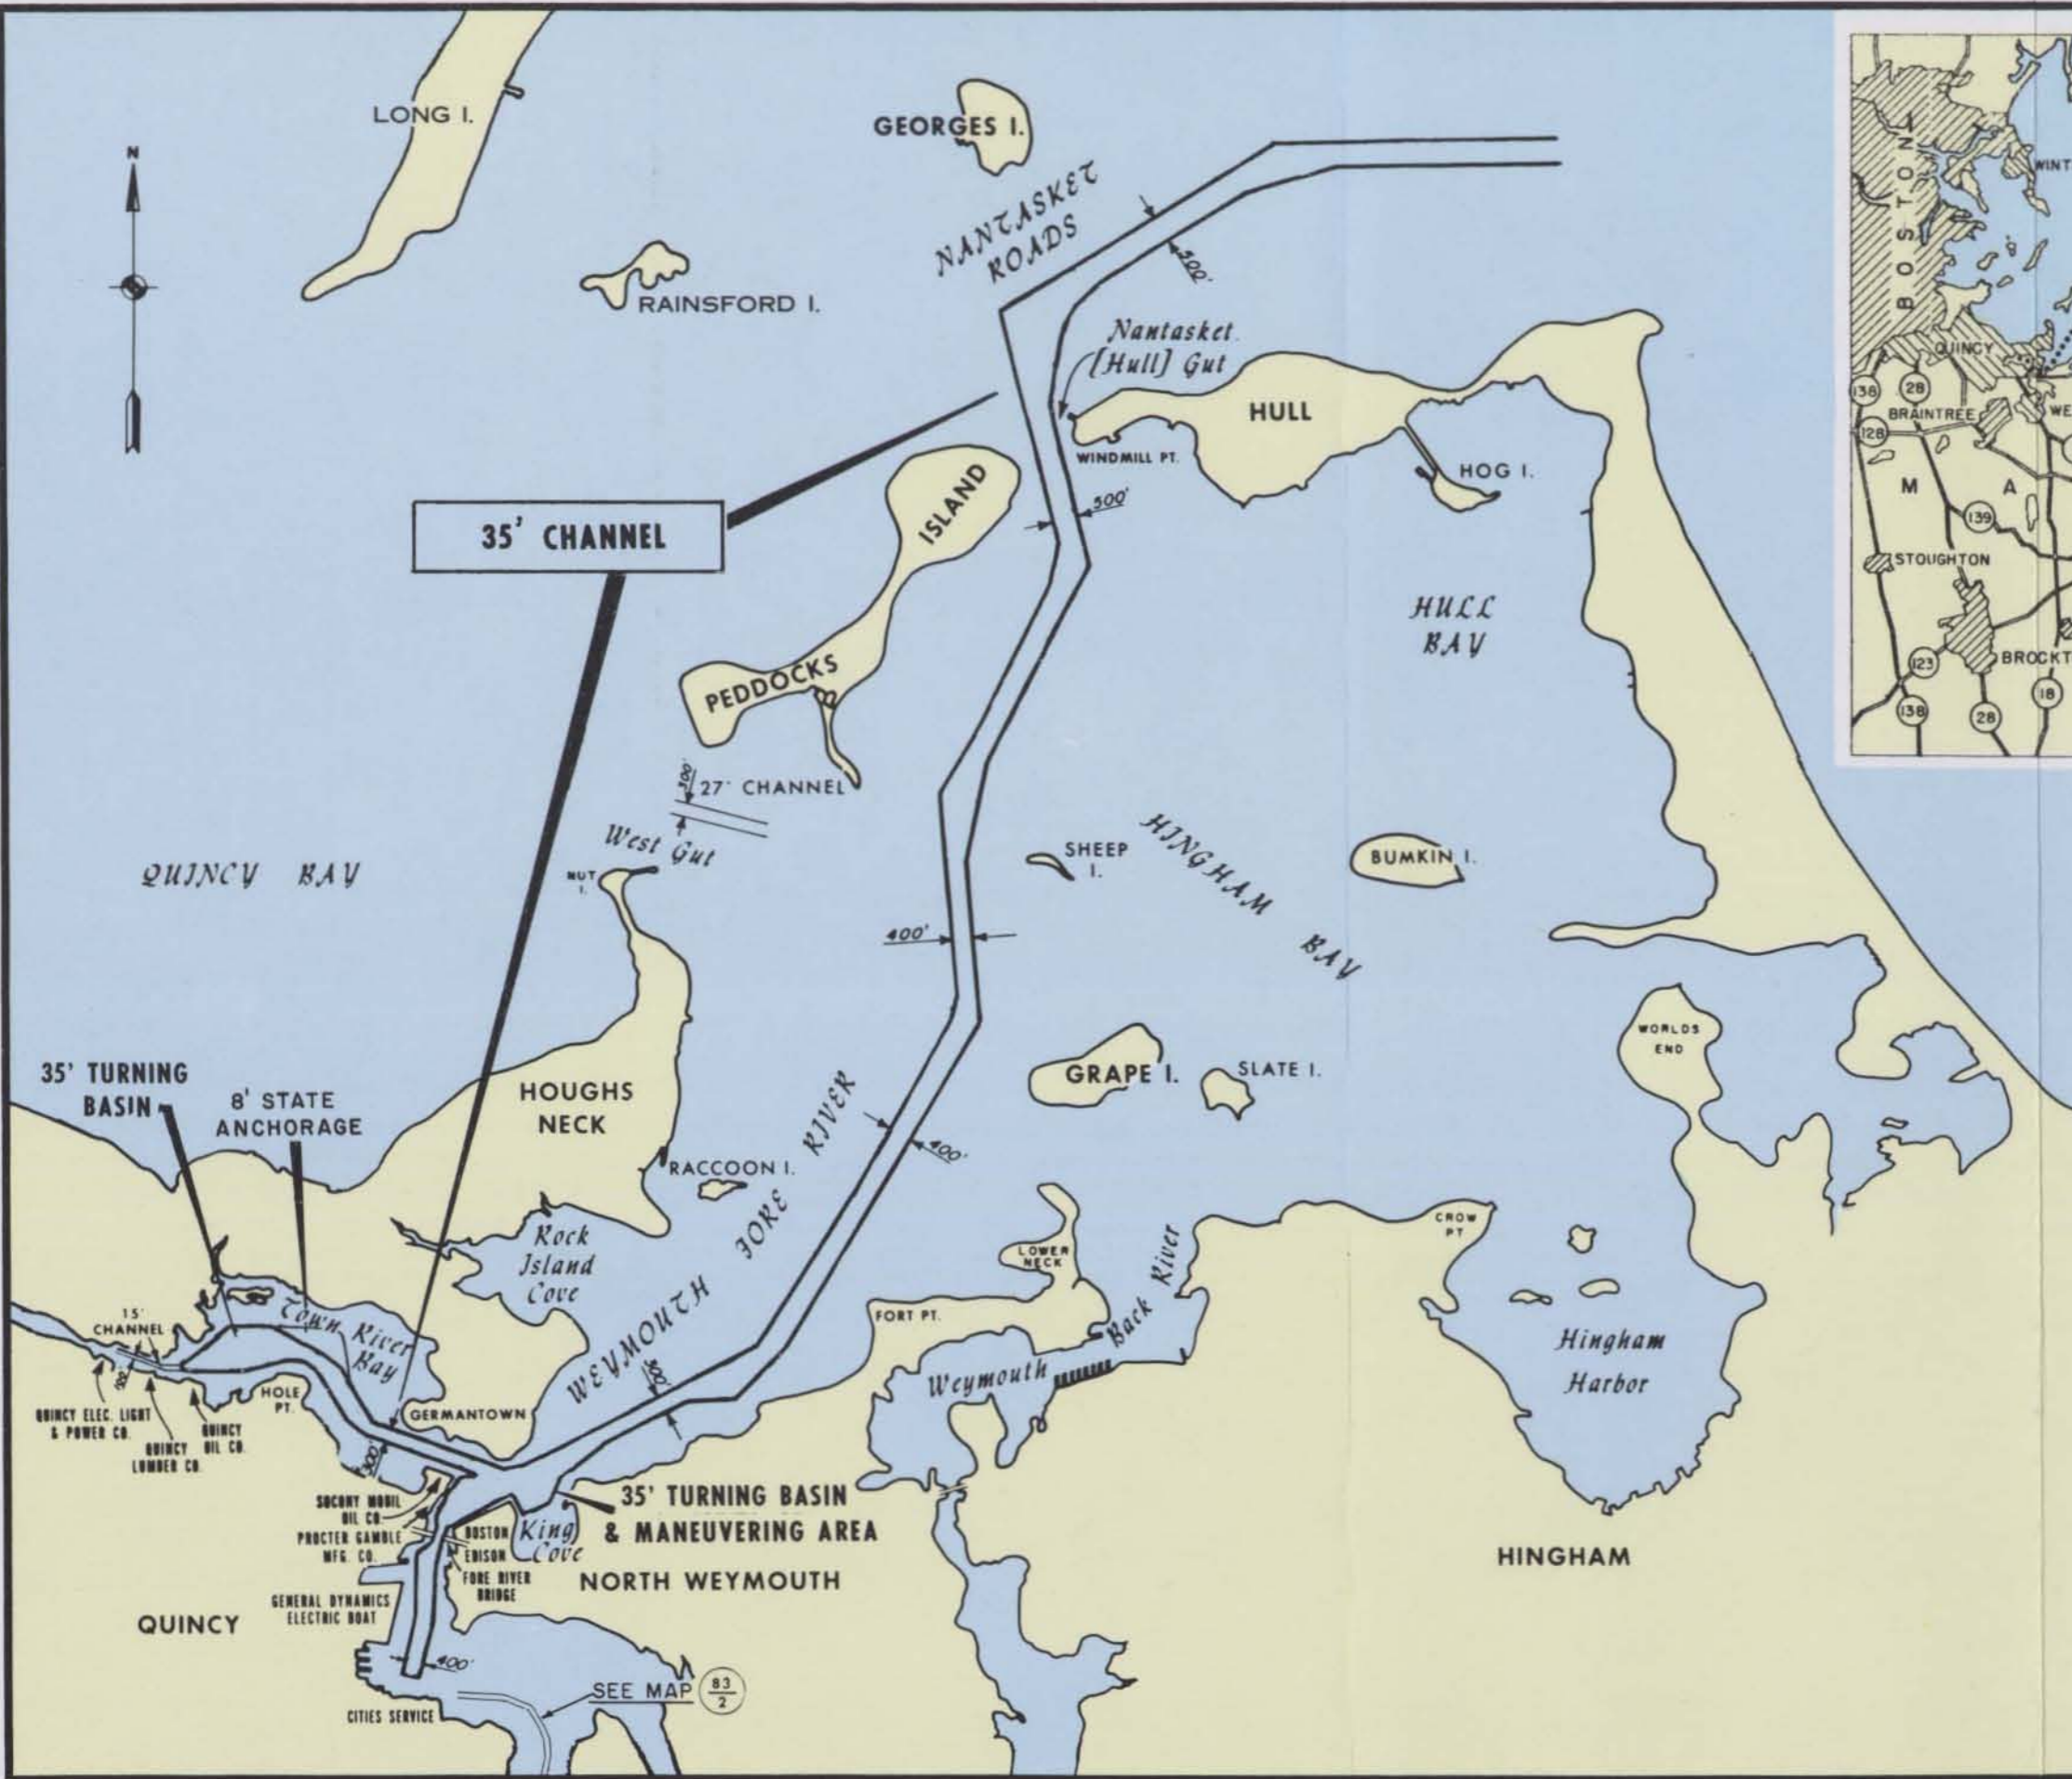 LONG I.
GEORGES I.
N
NANTASKET
ROADS
RAINSFORD I.
500'
Nantasket
[Hull] Gut
HULL
WINDMILL PT.
HOG I.
500'
35' CHANNEL
ISLAND
PEDDOCKS
HULL
BAY
300'
27' CHANNEL
West Gut
NUT
I.
QUINCY BAY
SHEEP
I.
HINGHAM
BAY
BUMKIN I.
400'
WORLDS
END
GRAPE I.
SLATE I.
35' TURNING
BASIN
8' STATE
ANCHORAGE
HOUGHS
NECK
400'
RACCOON I.
WEYMOUTH FORE RIVER
Rock
Island
Cove
LOWER
NECK
CROW
PT
FORT PT.
Weymouth Back River
Hingham
Harbor
15'
CHANNEL
Town River
Bay
HOLE
PT.
GERMANTOWN
QUINCY ELEC. LIGHT
& POWER CO.
QUINCY
LUMBER CO.
QUINCY
OIL CO.
300'
SOCONY MOBIL
OIL CO.
PROCTER GAMBLE
MFG. CO.
BOSTON
EDISON
King
Cove
35' TURNING BASIN
& MANEUVERING AREA
FORE RIVER
BRIDGE
NORTH WEYMOUTH
HINGHAM
GENERAL DYNAMICS
ELECTRIC BOAT
QUINCY
400'
CITIES SERVICE
SEE MAP 83
2
BOSTON
WINT
QUINCY
138
28
BRAINTREE
WE
128
M A
139
STOUGHTON
123
BROCKT
18
138
28